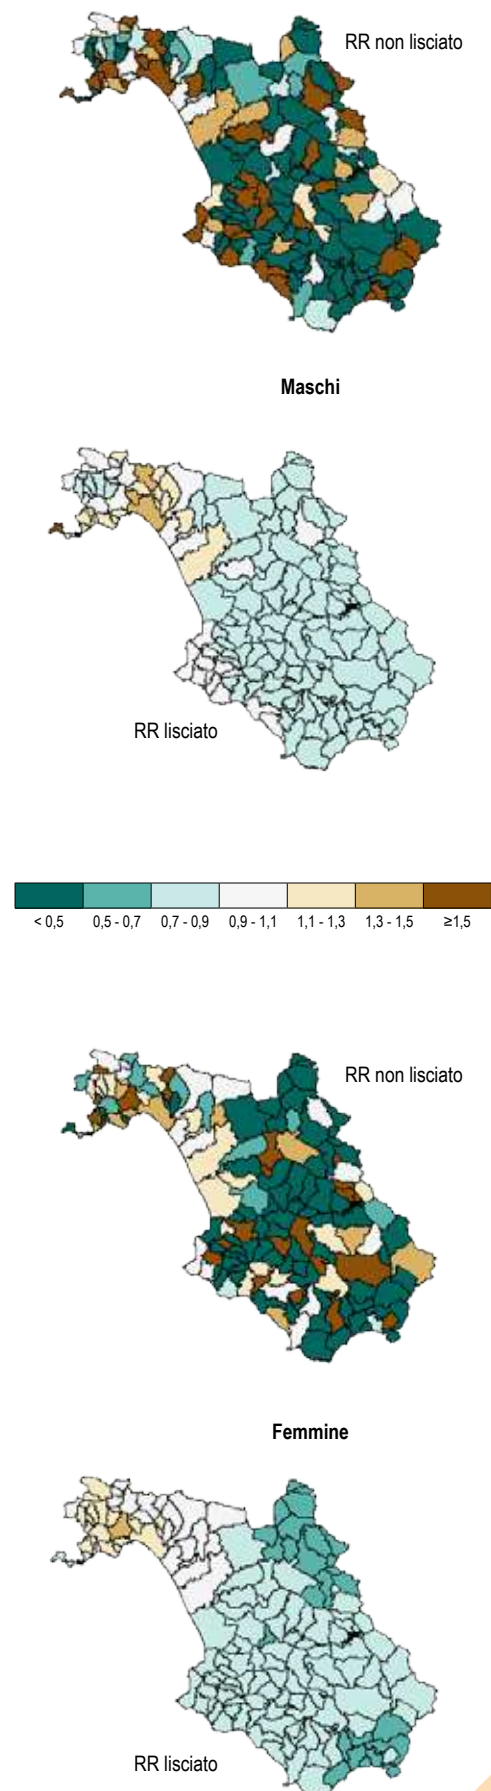 RR non lisciato
Maschi
RR lisciato
< 0,5 0,5 - 0,7 0,7 - 0,9 0,9 - 1,1 1,1 - 1,3 1,3 - 1,5 ≥1,5
RR non lisciato
Femmine
RR lisciato